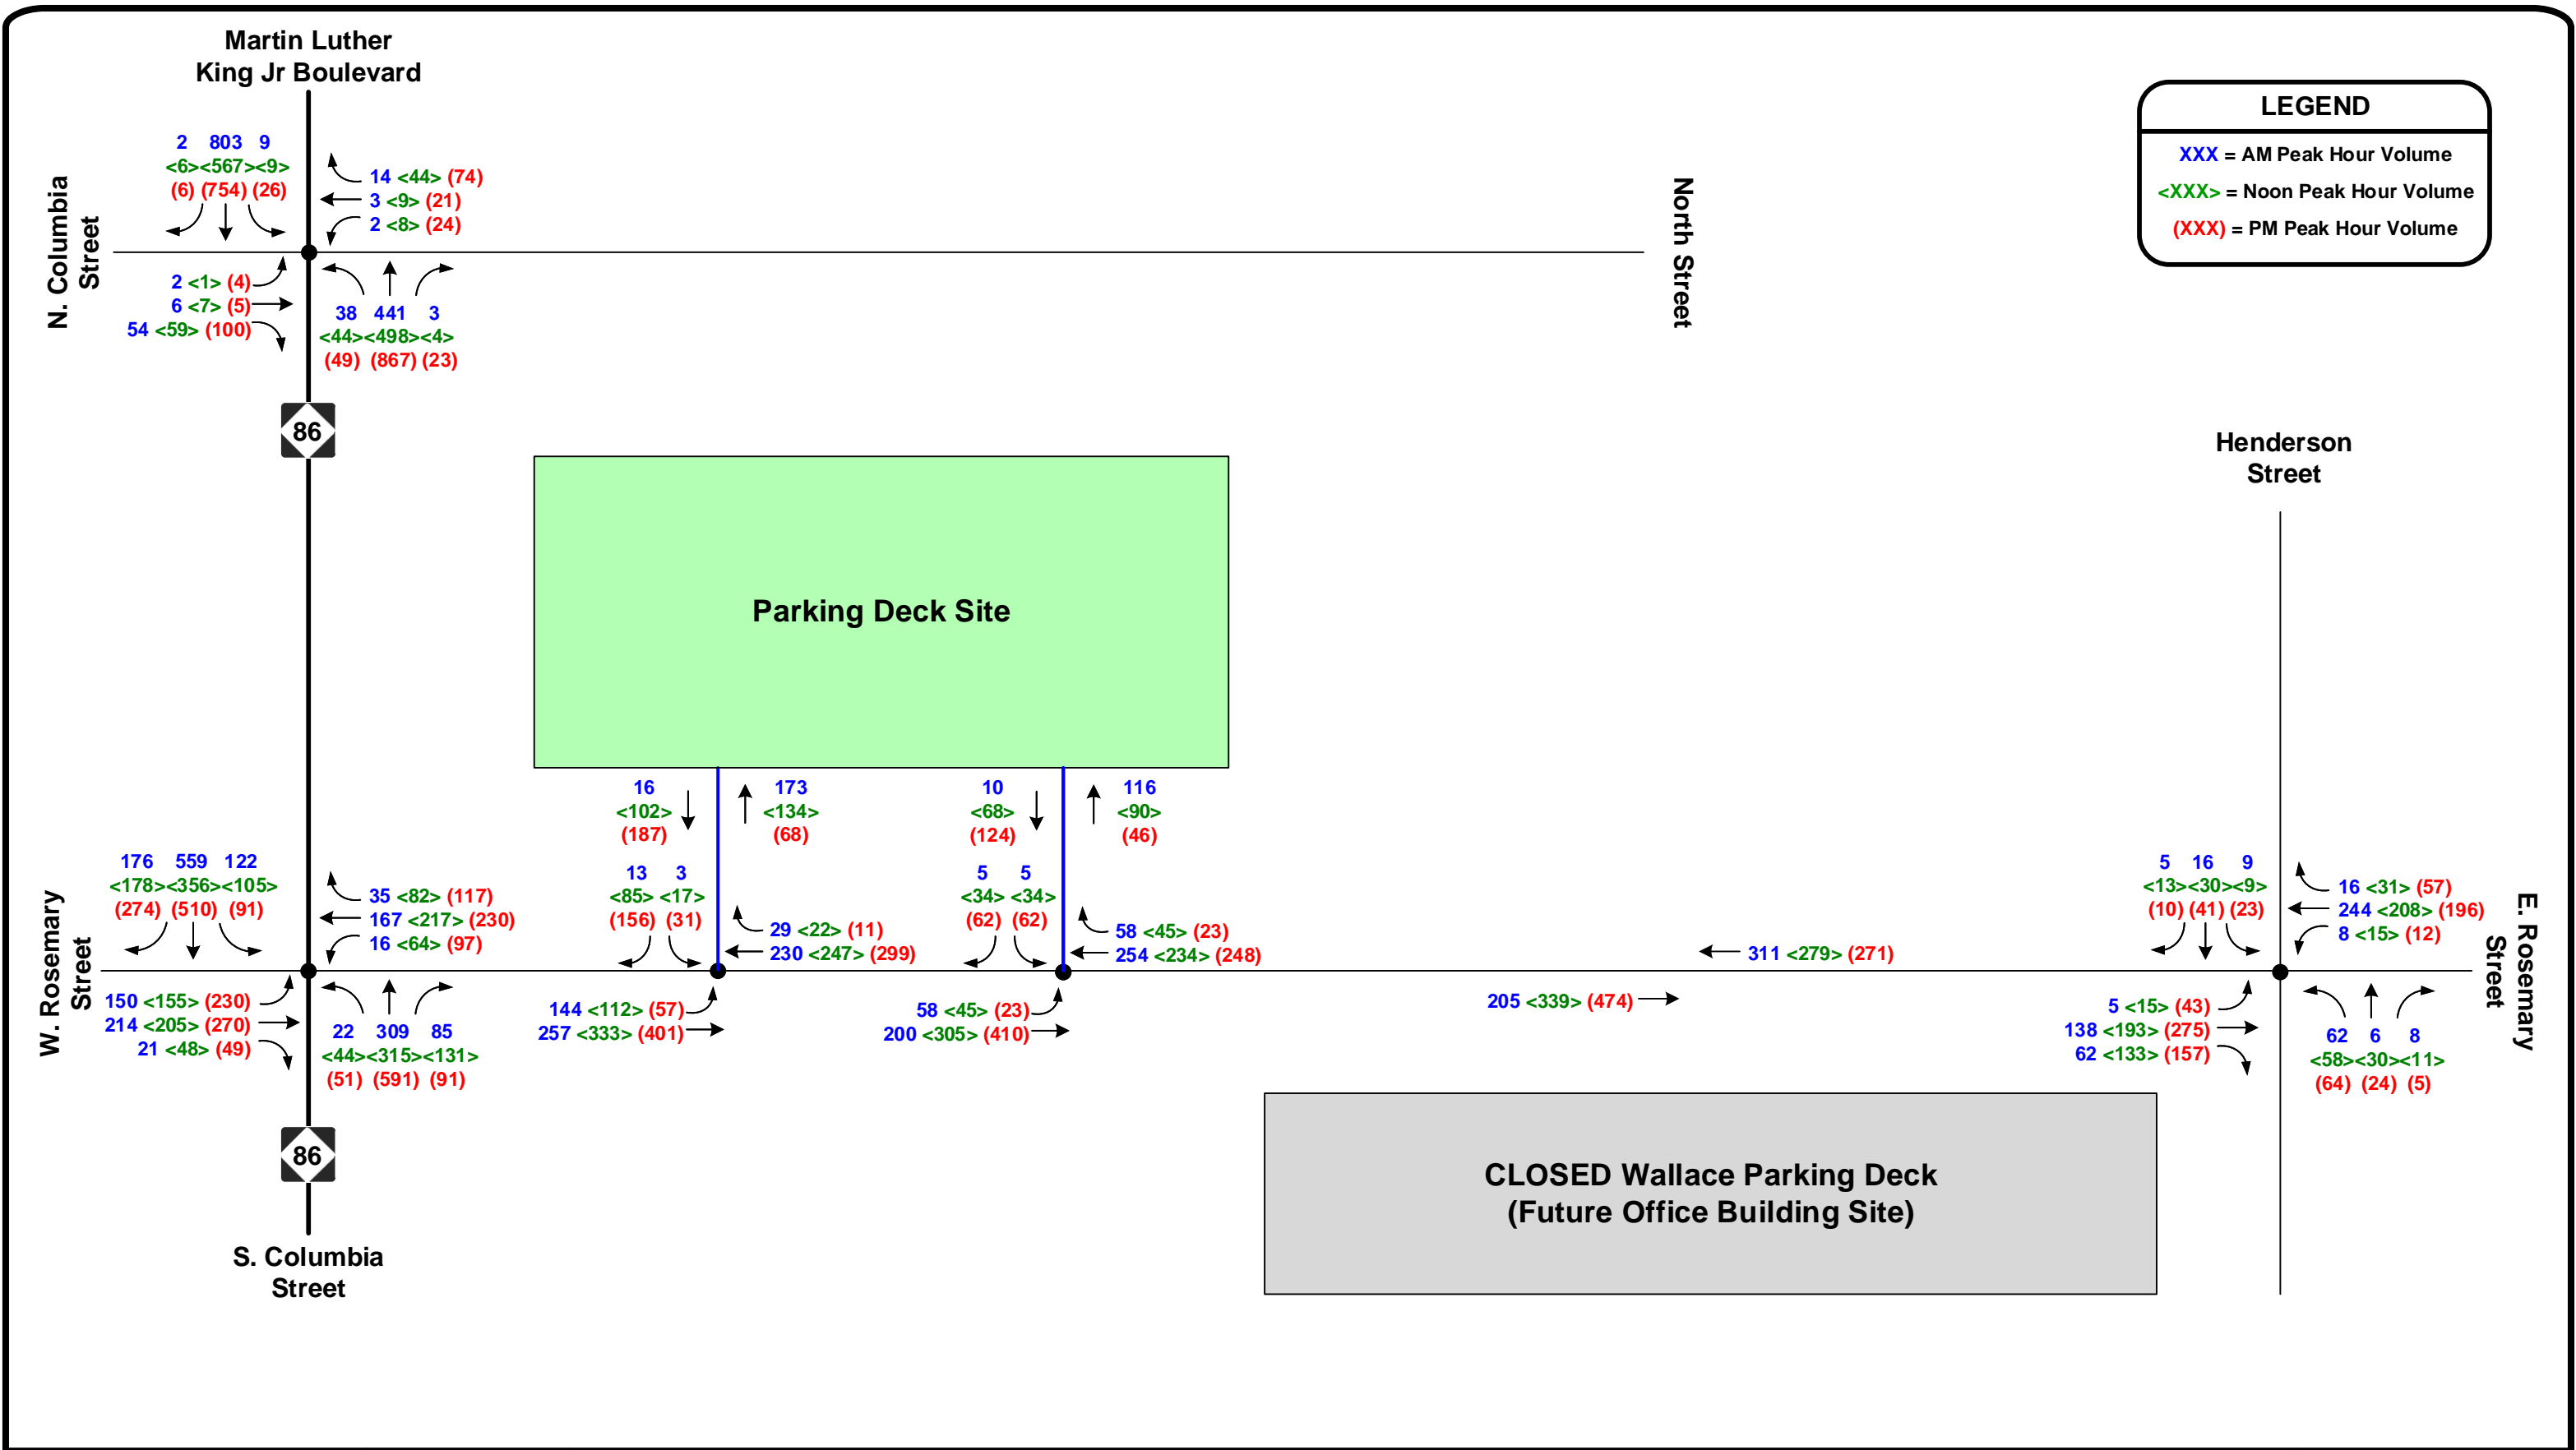 Martin Luther
King Jr Boulevard
LEGEND
XXX = AM Peak Hour Volume
<XXX> = Noon Peak Hour Volume
(XXX) = PM Peak Hour Volume
2 803 9
<6><567><9>
(6) (754) (26)
14 <44> (74)
3 <9> (21)
2 <8> (24)
N. Columbia
Street
North Street
2 <1> (4)
6 <7> (5)
54 <59> (100)
38 441 3
<44><498><4>
(49) (867) (23)
86
Henderson
Street
Parking Deck Site
16
<102>
(187)
173
<134>
(68)
10
<68>
(124)
116
<90>
(46)
176 559 122
<178><356><105>
(274) (510) (91)
35 <82> (117)
167 <217> (230)
16 <64> (97)
13 3
<85> <17>
(156) (31)
29 <22> (11)
230 <247> (299)
5 5
<34> <34>
(62) (62)
58 <45> (23)
254 <234> (248)
311 <279> (271)
5 16 9
<13><30><9>
(10) (41) (23)
16 <31> (57)
244 <208> (196)
8 <15> (12)
W. Rosemary
Street
E. Rosemary
Street
150 <155> (230)
214 <205> (270)
21 <48> (49)
22 309 85
<44><315><131>
(51) (591) (91)
144 <112> (57)
257 <333> (401)
58 <45> (23)
200 <305> (410)
205 <339> (474)
5 <15> (43)
138 <193> (275)
62 <133> (157)
62 6 8
<58><30><11>
(64) (24) (5)
86
CLOSED Wallace Parking Deck
(Future Office Building Site)
S. Columbia
Street